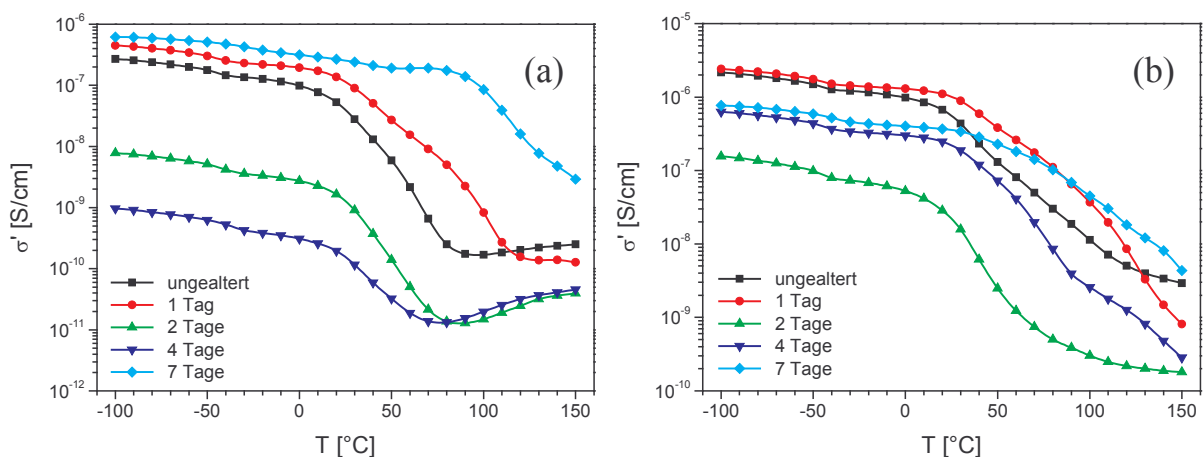 (a)
σ' [S/cm]
10^-6
10^-7
10^-8
10^-9
10^-10
10^-11
10^-12
ungealtert
1 Tag
2 Tage
4 Tage
7 Tage
-100 -50 0 50 100 150
T [°C]
(b)
σ' [S/cm]
10^-5
10^-6
10^-7
10^-8
10^-9
10^-10
ungealtert
1 Tag
2 Tage
4 Tage
7 Tage
-100 -50 0 50 100 150
T [°C]